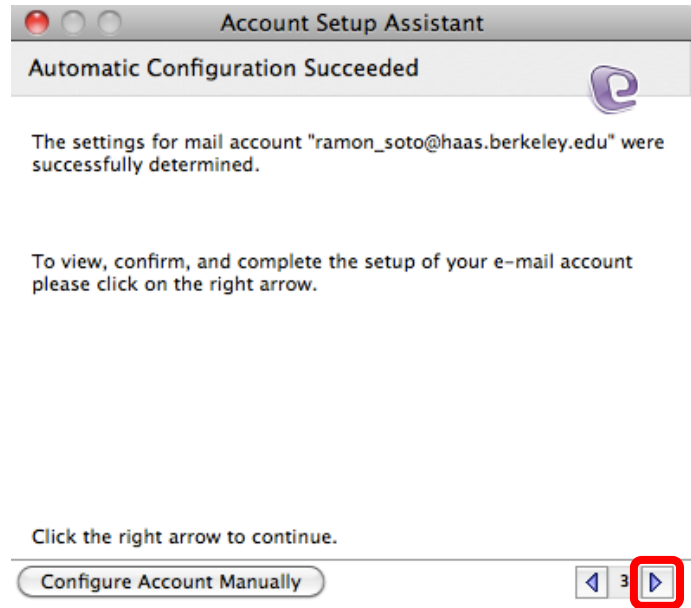 Account Setup Assistant
Automatic Configuration Succeeded
The settings for mail account "ramon_soto@haas.berkeley.edu" were
successfully determined.
To view, confirm, and complete the setup of your e-mail account
please click on the right arrow.
Click the right arrow to continue.
Configure Account Manually
3